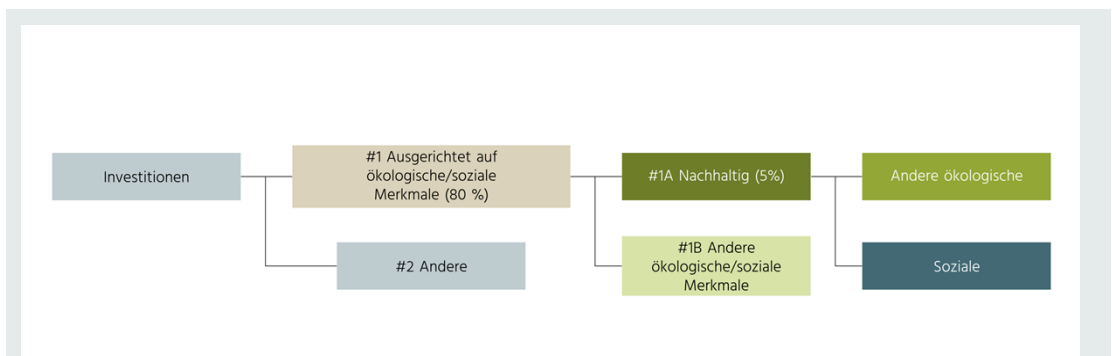 Investitionen
#1 Ausgerichtet auf
ökologische/soziale
Merkmale (80 %)
#1A Nachhaltig (5%)
Andere ökologische
#2 Andere
#1B Andere
ökologische/soziale
Merkmale
Soziale